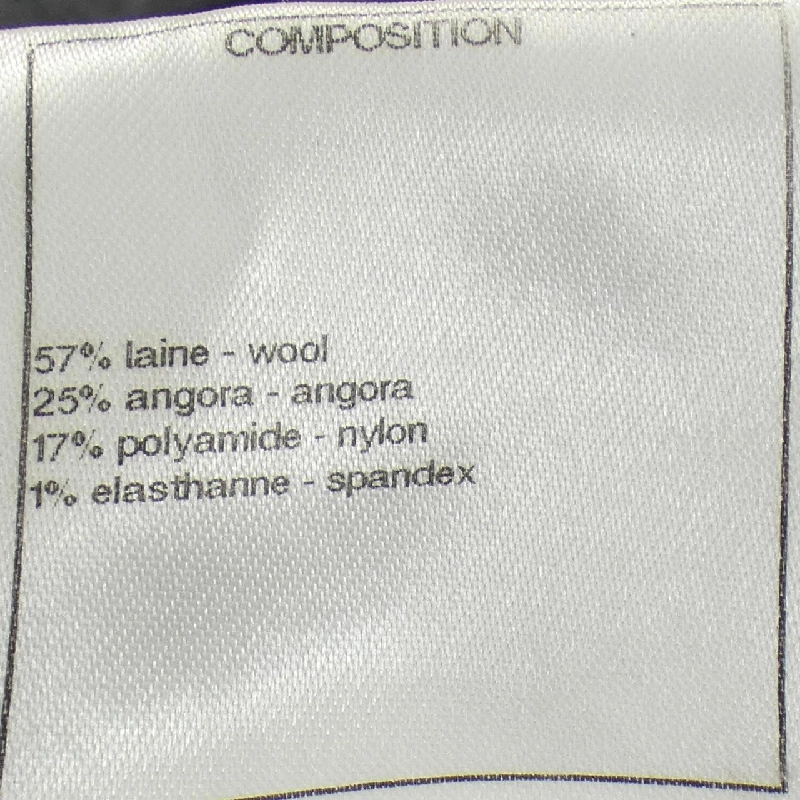 COMPOSITION
57% laine - wool
25% angora - angora
17% polyamide - nylon
1% elasthanne - spandex